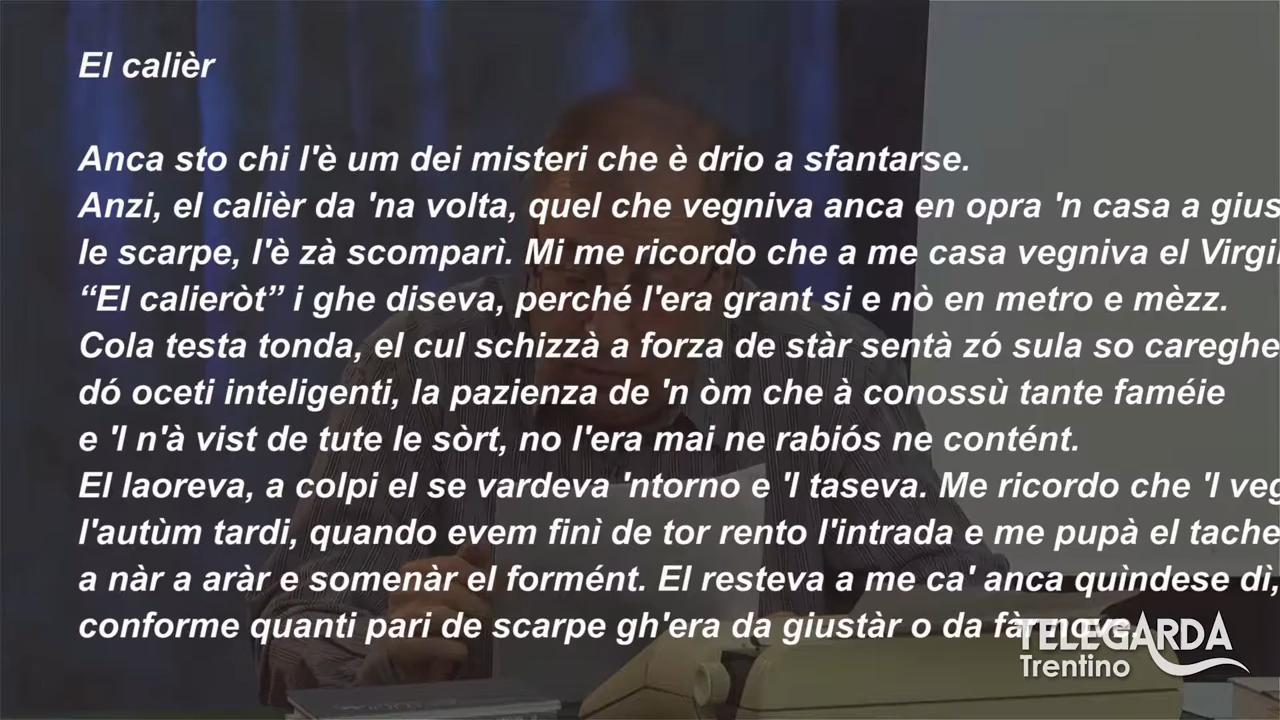 El calièr
Anca sto chi l'è um dei misteri che è drio a sfantarse.
Anzi, el calièr da 'na volta, quel che vegniva anca en opra 'n casa a gius
le scarpe, l'è zà scomparì. Mi me ricordo che a me casa vegniva el Virgi
“El calieròt” i ghe diseva, perché l'era grant si e nò en metro e mèzz.
Cola testa tonda, el cul schizzà a forza de stàr sentà zó sula so careghe
dó oceti inteligenti, la pazienza de 'n òm che à conossù tante faméie
e 'l n'à vist de tute le sòrt, no l'era mai ne rabiós ne contént.
El laoreva, a colpi el se vardeva 'ntorno e 'l taseva. Me ricordo che 'l veg
l'autùm tardi, quando evem finì de tor rento l'intrada e me pupà el tache
a nàr a aràr e somenàr el formént. El resteva a me ca' anca quìndese dì,
conforme quanti pari de scarpe gh'era da giustàr o da fàr nove.
TELEGARDA
Trentino